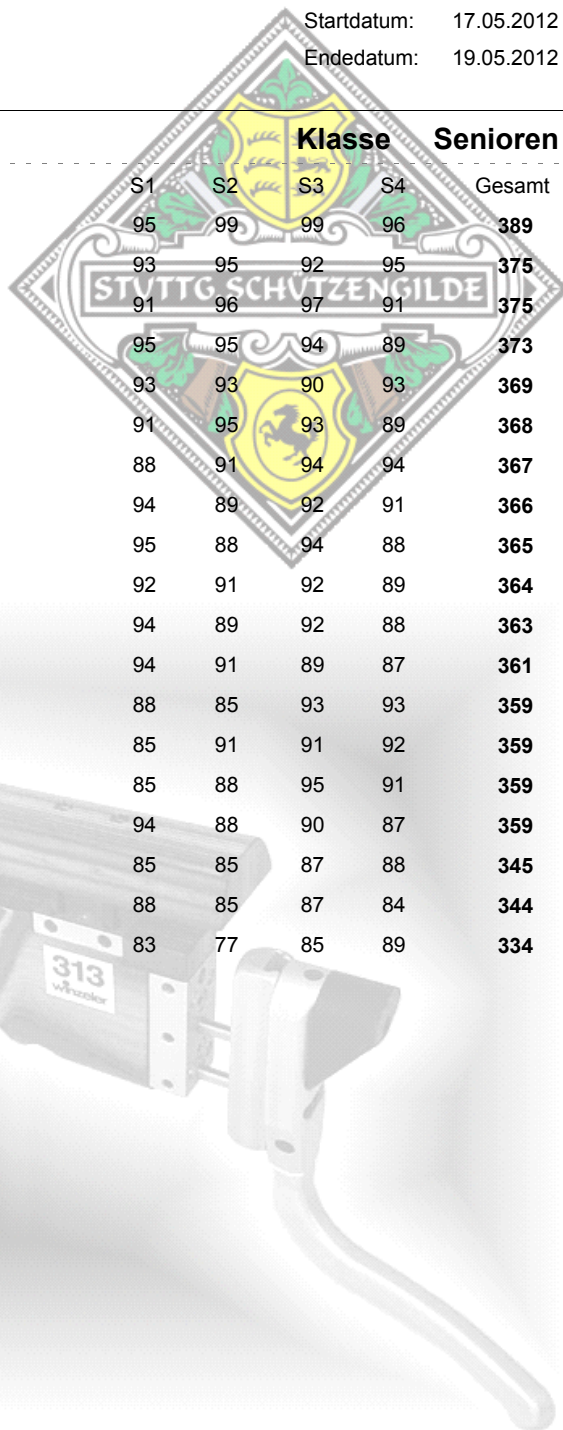 Startdatum: 17.05.2012
Endedatum: 19.05.2012
Klasse Senioren
S1 S2 S3 S4 Gesamt
95 99 99 96 389
93 95 92 95 375
STUTTG. SCHÜTZENGILDE
91 96 97 91 375
95 95 94 89 373
93 93 90 93 369
91 95 93 89 368
88 91 94 94 367
94 89 92 91 366
95 88 94 88 365
92 91 92 89 364
94 89 92 88 363
94 91 89 87 361
88 85 93 93 359
85 91 91 92 359
85 88 95 91 359
94 88 90 87 359
85 85 87 88 345
88 85 87 84 344
83 77 85 89 334
313
winzeler